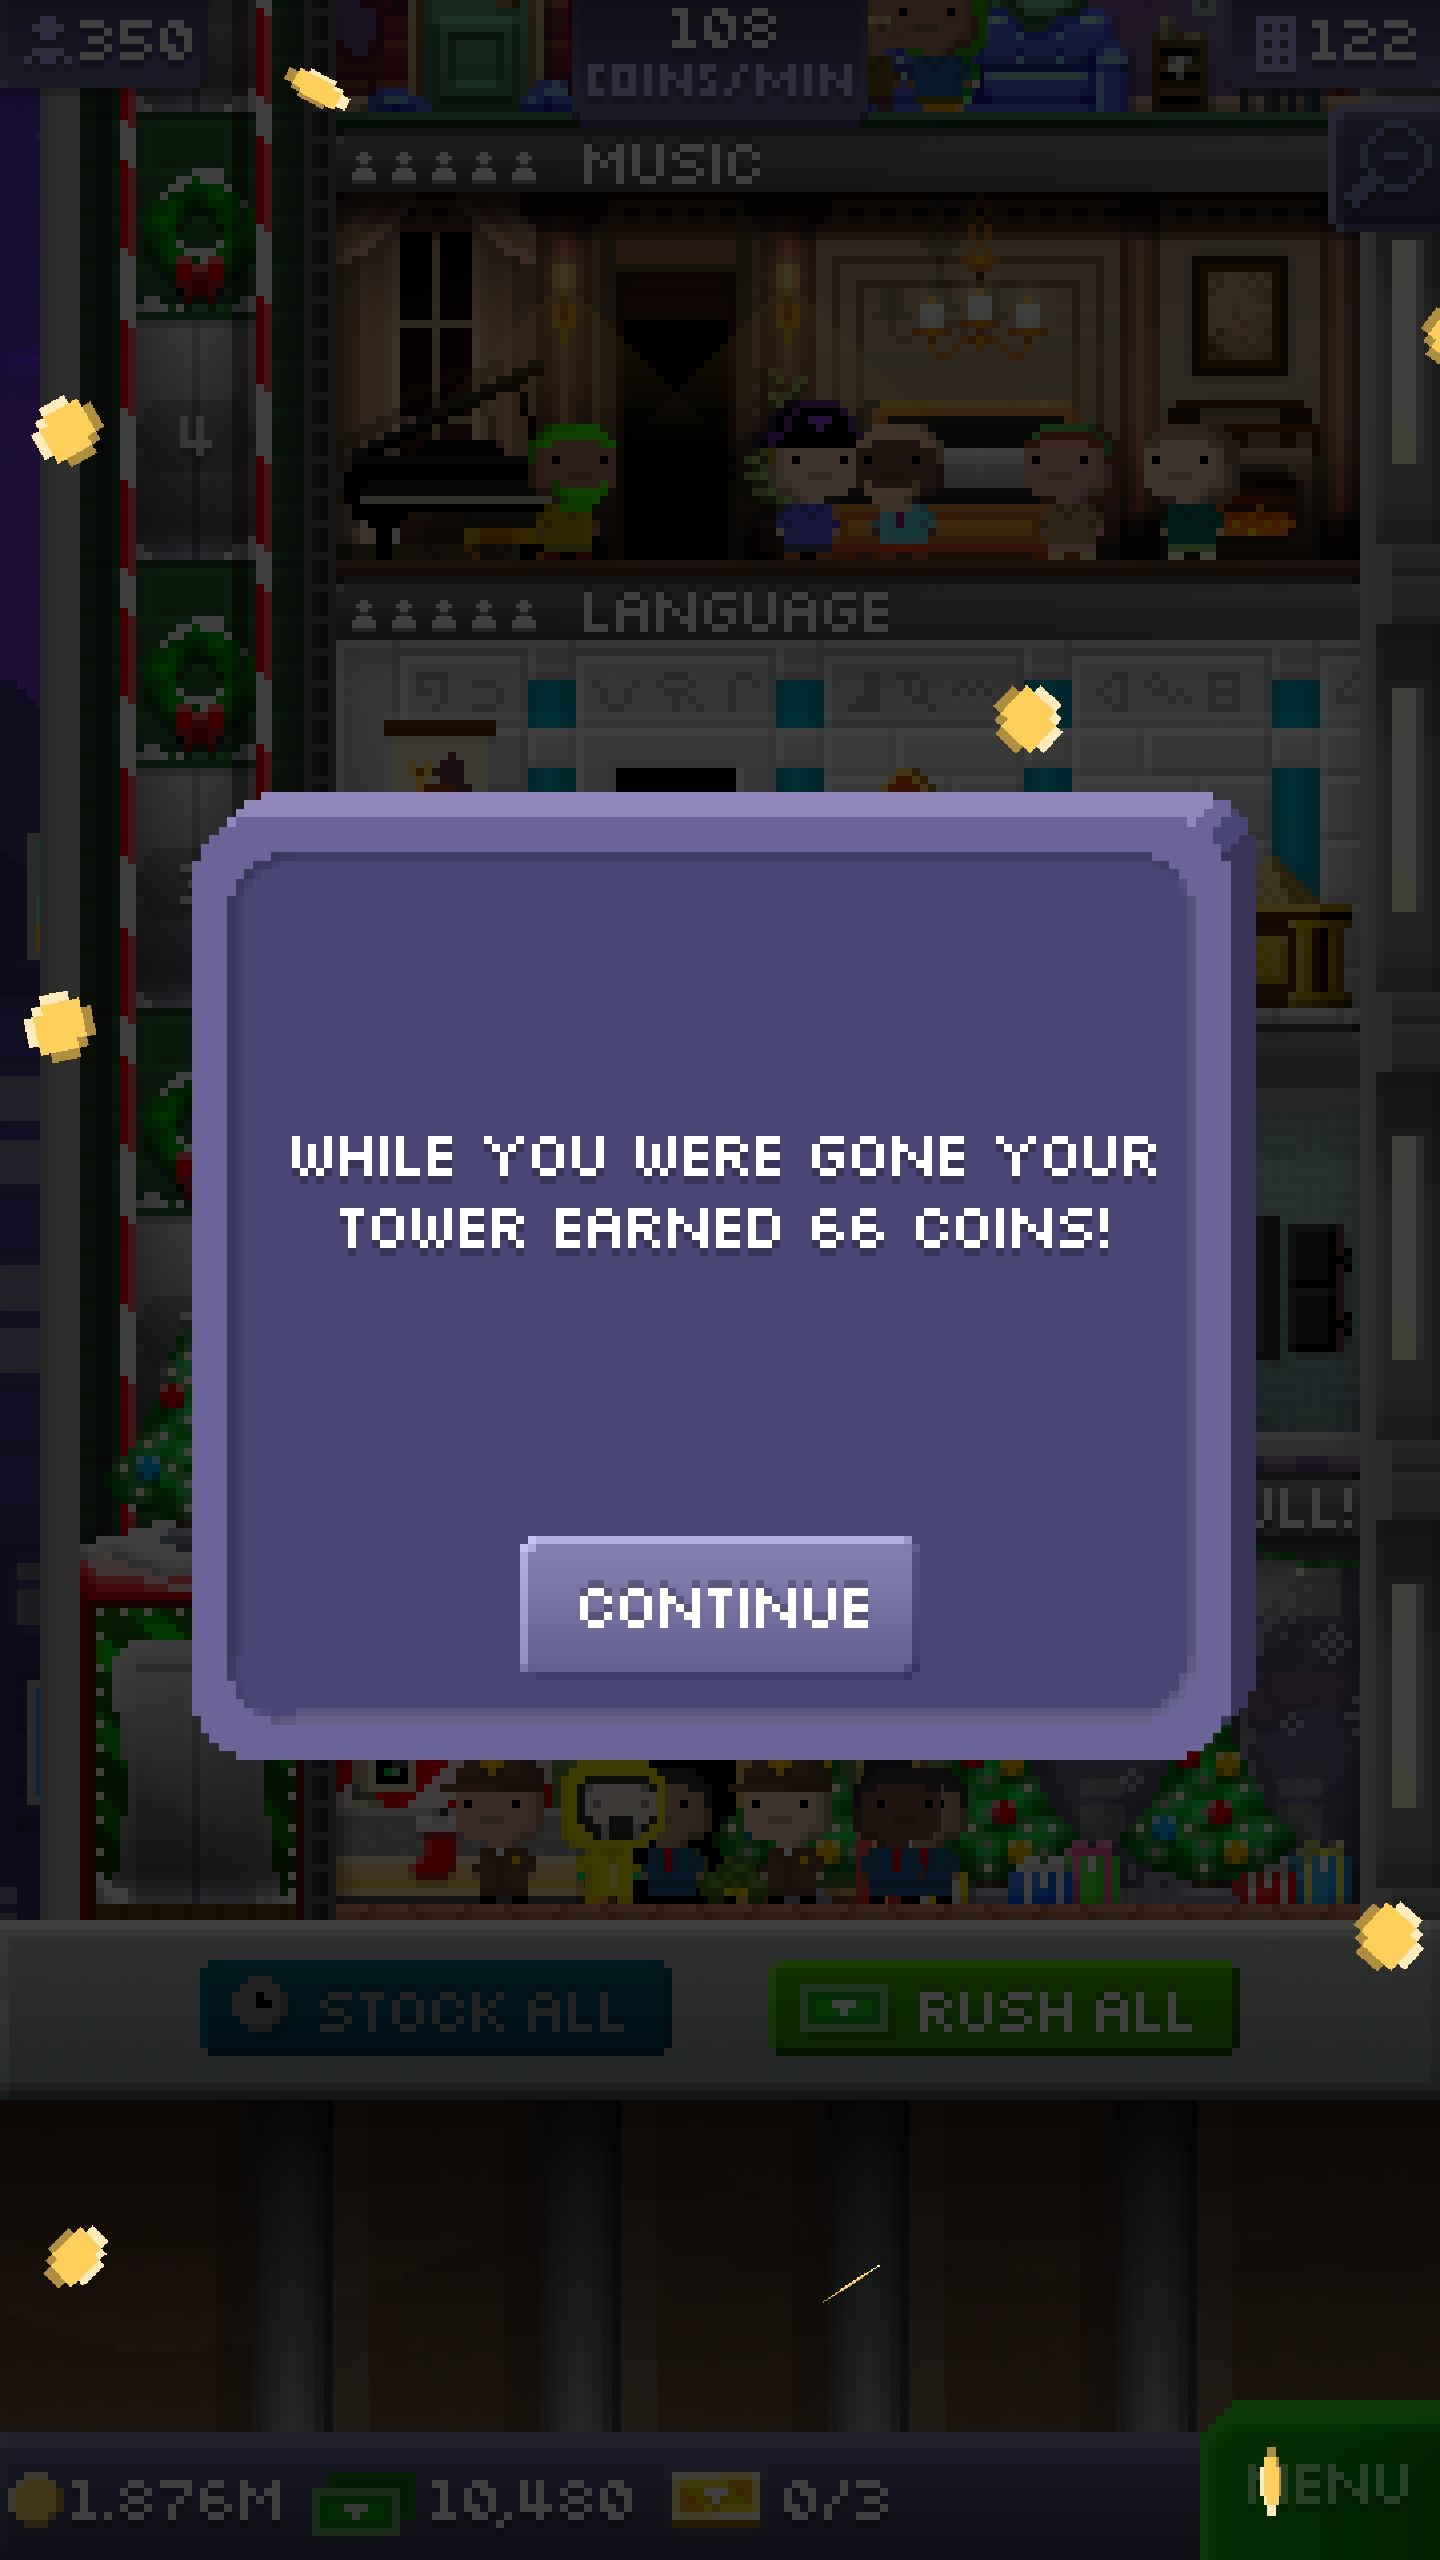 350
108
COINS/MIN
122
MUSIC
4
LANGUAGE
WHILE YOU WERE GONE YOUR
TOWER EARNED 66 COINS!
CONTINUE
STOCK ALL
RUSH ALL
1.876M
10,480
0/3
MENU